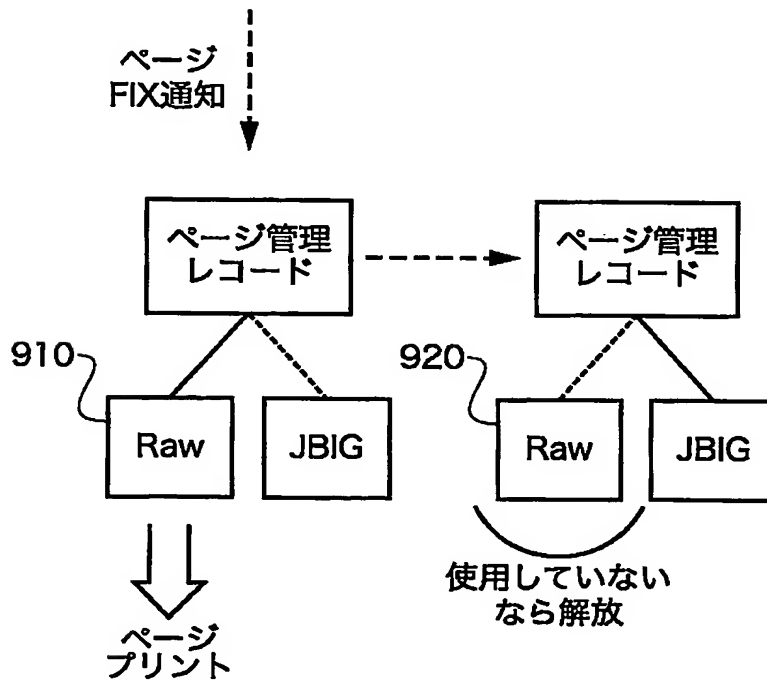 ページ
FIX通知
ページ管理
レコード
ページ管理
レコード
910
Raw
JBIG
920
Raw
JBIG
ページ
プリント
使用していない
なら解放